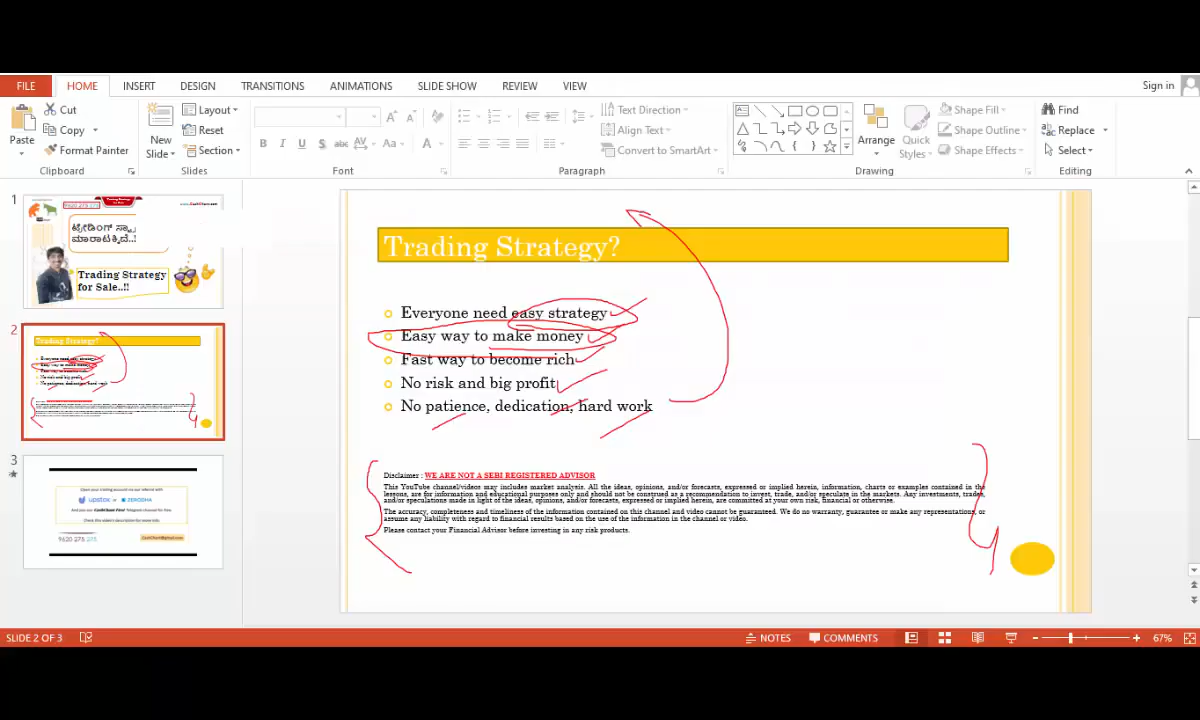 FILE
HOME
INSERT
DESIGN
TRANSITIONS
ANIMATIONS
SLIDE SHOW
REVIEW
VIEW
Sign in
Paste
Cut
Copy
Format Painter
Clipboard
New Slide
Layout
Reset
Section
Slides
B I U S abc AV Aa A
Font
Text Direction
Align Text
Convert to SmartArt
Paragraph
Arrange
Quick Styles
Shape Fill
Shape Outline
Shape Effects
Drawing
Find
Replace
Select
Editing
1
ಟ್ರೇಡಿಂಗ್
ಮಾರಾಟಕ್ಕಿದೆ..!
Trading Strategy
for Sale..!!
2
3
UPSTOX or ZERODHA
9620 275 275
Trading Strategy?
Everyone need easy strategy
Easy way to make money
Fast way to become rich
No risk and big profit
No patience, dedication, hard work
Disclaimer : WE ARE NOT A SEBI REGISTERED ADVISOR
This YouTube channel/videos may includes market analysis. All the ideas, opinions, and/or forecasts, expressed or implied herein, information, charts or examples contained in the
lessons, are for information and educational purposes only and should not be construed as a recommendation to invest, trade, and/or speculate in the markets. Any investments, trades,
and/or speculations made in light of the ideas, opinions, and/or forecasts, expressed or implied herein, are committed at your own risk, financial or otherwise.
The accuracy, completeness and timeliness of the information contained on this channel and video cannot be guaranteed. We do no warranty, guarantee or make any representations, or
assume any liability with regard to financial results based on the use of the information in the channel or video.
Please contact your Financial Advisor before investing in any risk products.
SLIDE 2 OF 3
NOTES
COMMENTS
67%